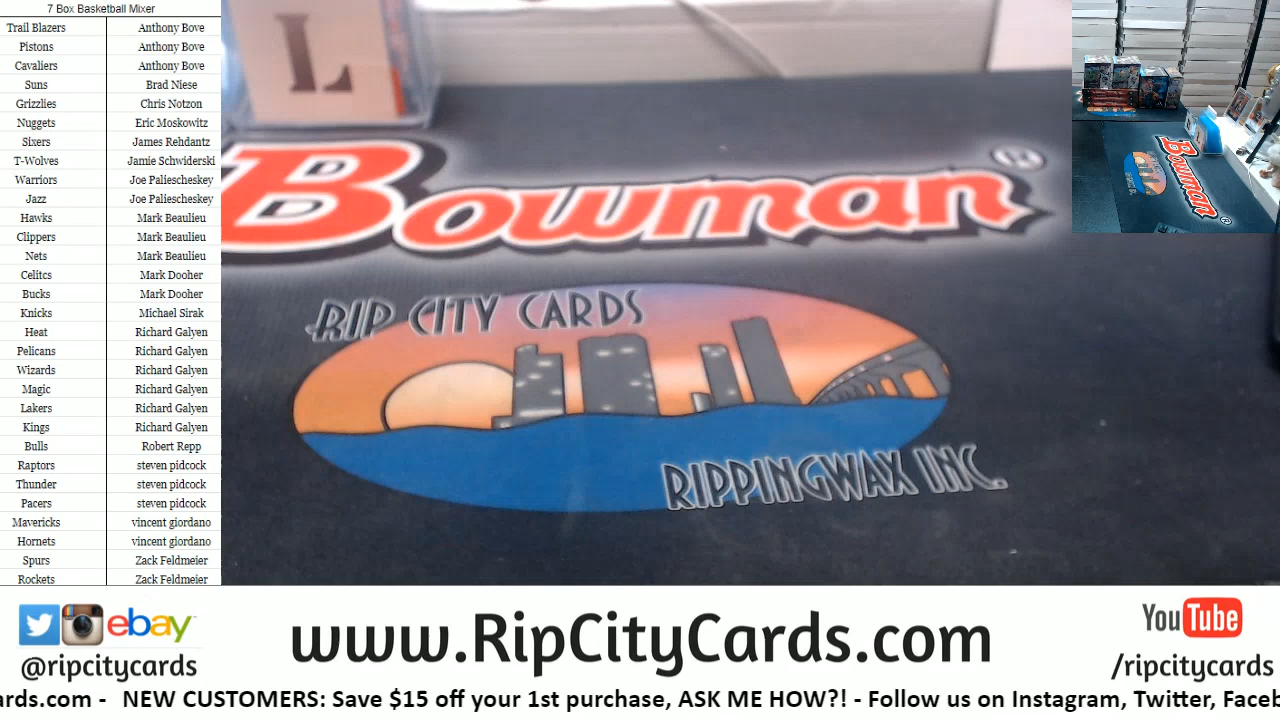 7 Box Basketball Mixer
Trail Blazers Anthony Bove
Pistons Anthony Bove
Cavaliers Anthony Bove
Suns Brad Niese
Grizzlies Chris Notzon
Nuggets Eric Moskowitz
Sixers James Rehdantz
T-Wolves Jamie Schwiderski
Warriors Joe Paliescheskey
Jazz Joe Paliescheskey
Hawks Mark Beaulieu
Clippers Mark Beaulieu
Nets Mark Beaulieu
Celitcs Mark Dooher
Bucks Mark Dooher
Knicks Michael Sirak
Heat Richard Galyen
Pelicans Richard Galyen
Wizards Richard Galyen
Magic Richard Galyen
Lakers Richard Galyen
Kings Richard Galyen
Bulls Robert Repp
Raptors steven pidcock
Thunder steven pidcock
Pacers steven pidcock
Mavericks vincent giordano
Hornets vincent giordano
Spurs Zack Feldmeier
Rockets Zack Feldmeier
L
Bowman®
RIP CITY CARDS
RIPPINGWAX INC.
Bowman®
ebay™
@ripcitycards
www.RipCityCards.com
YouTube
/ripcitycards
ards.com - NEW CUSTOMERS: Save $15 off your 1st purchase, ASK ME HOW?! - Follow us on Instagram, Twitter, Faceb